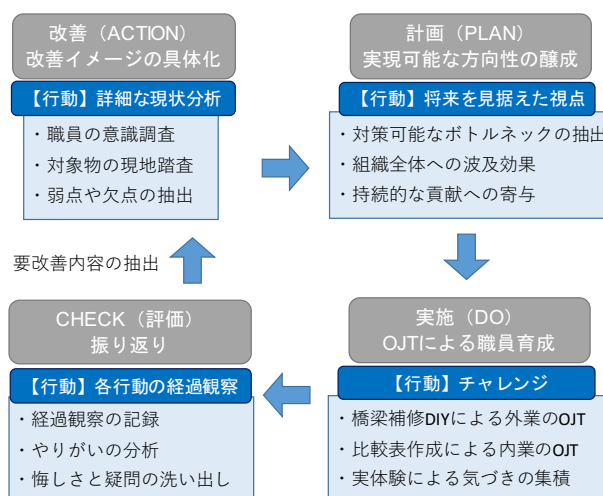 改善（ACTION）
改善イメージの具体化
【行動】詳細な現状分析
・職員の意識調査
・対象物の現地踏査
・弱点や欠点の抽出
計画（PLAN）
実現可能な方向性の醸成
【行動】将来を見据えた視点
・対策可能なボトルネックの抽出
・組織全体への波及効果
・持続的な貢献への寄与
要改善内容の抽出
CHECK（評価）
振り返り
【行動】各行動の経過観察
・経過観察の記録
・やりがいの分析
・悔しさと疑問の洗い出し
実施（DO）
OJTによる職員育成
【行動】チャレンジ
・橋梁補修DIYによる外業のOJT
・比較表作成による内業のOJT
・実体験による気づきの集積